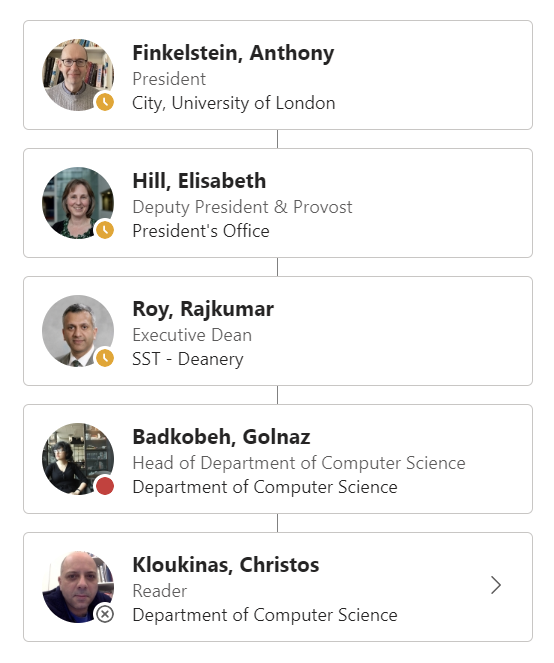 Finkelstein, Anthony
President
City, University of London
Hill, Elisabeth
Deputy President & Provost
President's Office
Roy, Rajkumar
Executive Dean
SST - Deanery
Badkobeh, Golnaz
Head of Department of Computer Science
Department of Computer Science
Kloukinas, Christos
Reader
Department of Computer Science